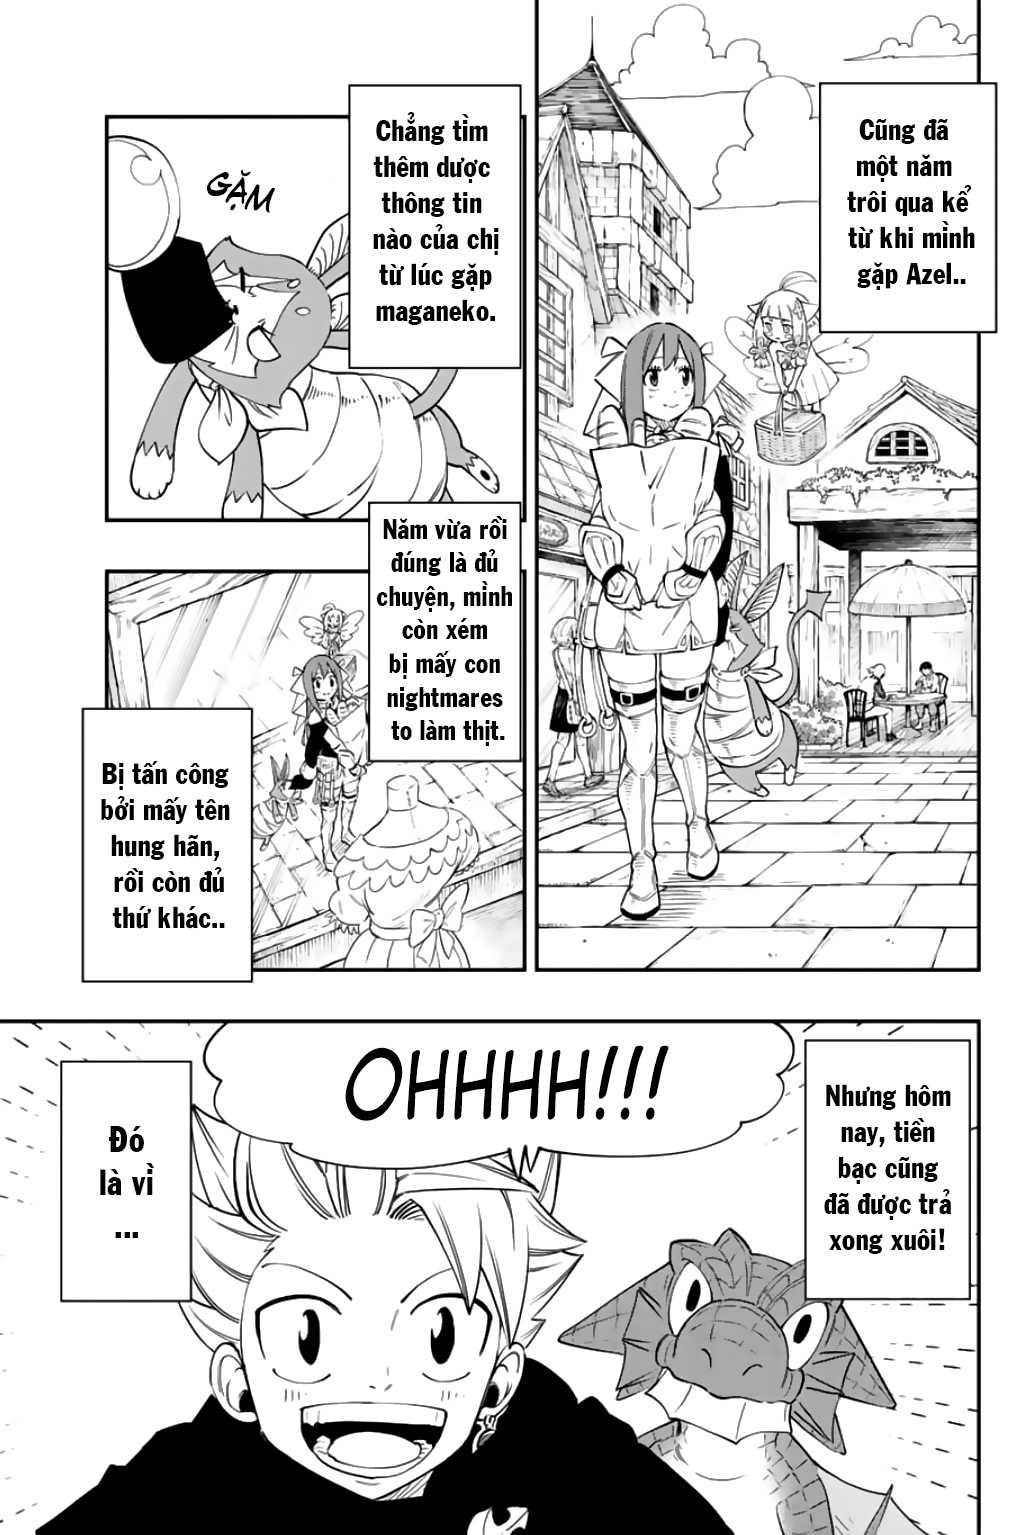 Cũng đã
một năm
trôi qua kể
từ khi mình
gặp Azel..
Chẳng tìm
thêm dược
thông tin
nào của chị
từ lúc gặp
maganeko.
GẶM
Năm vừa rồi
đúng là đủ
chuyện, mình
còn xém
bị mấy con
nightmares
to làm thịt.
Bị tấn công
bởi mấy tên
hung hãn,
rồi còn đủ
thứ khác..
Nhưng hôm
nay, tiền
bạc cũng
đã được trả
xong xuôi!
OHHHH!!!
Đó
là vì
...